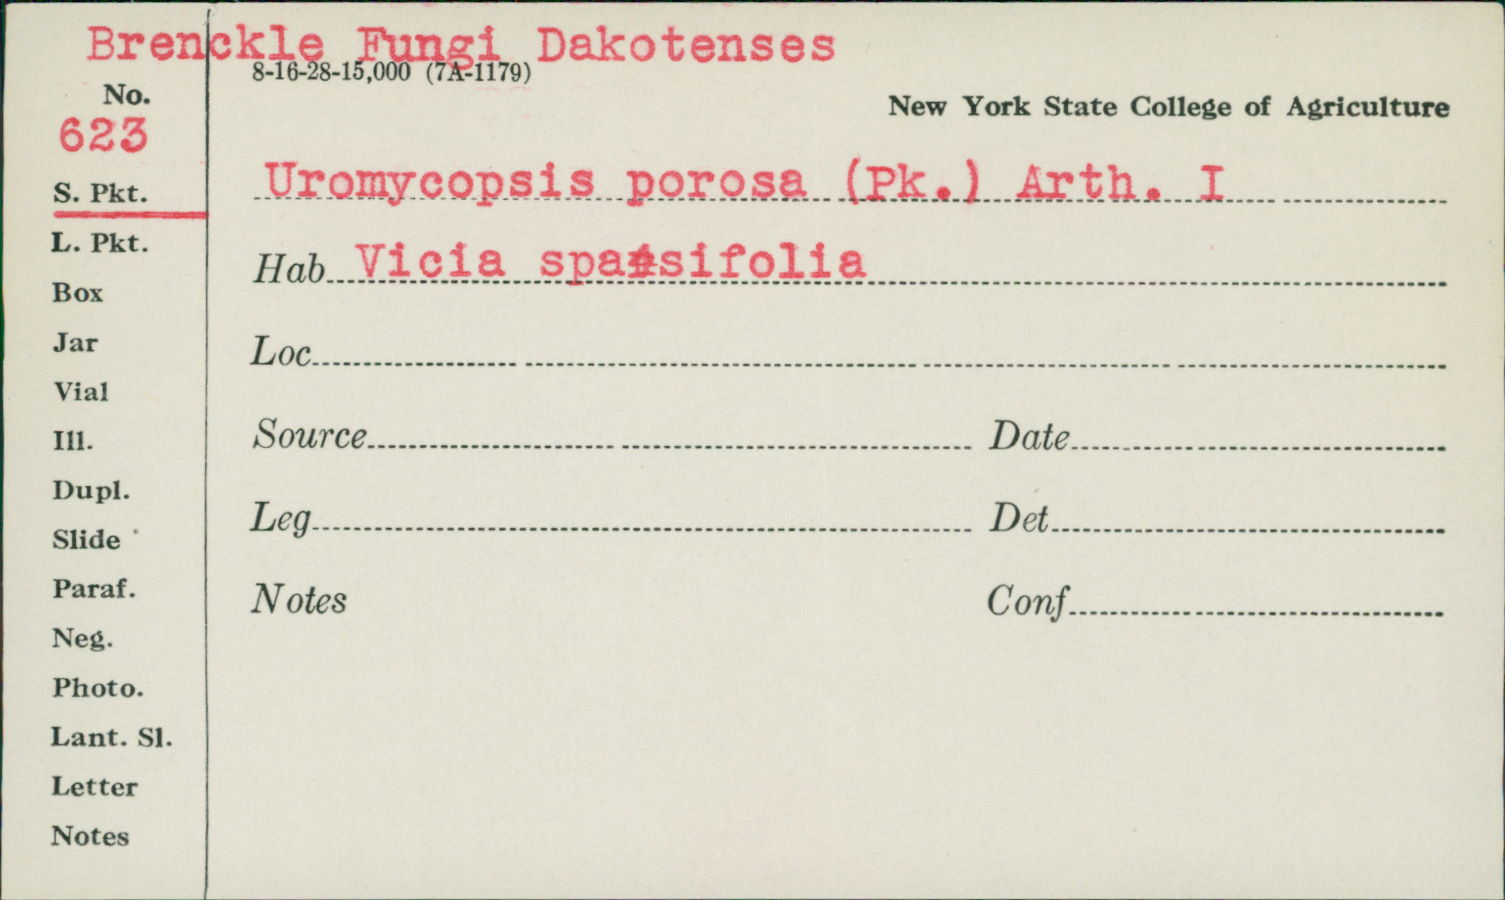 Brenckle Fungi Dakotenses
8-16-28-15,000 (7A-1179)
No.
623
New York State College of Agriculture
S. Pkt.
Uromycopsis porosa (Pk.) Arth. I
L. Pkt.
Hab Vicia sparsifolia
Box
Jar
Loc
Vial
Ill.
Source Date
Dupl.
Slide
Leg Det
Paraf.
Notes Conf
Neg.
Photo.
Lant. Sl.
Letter
Notes